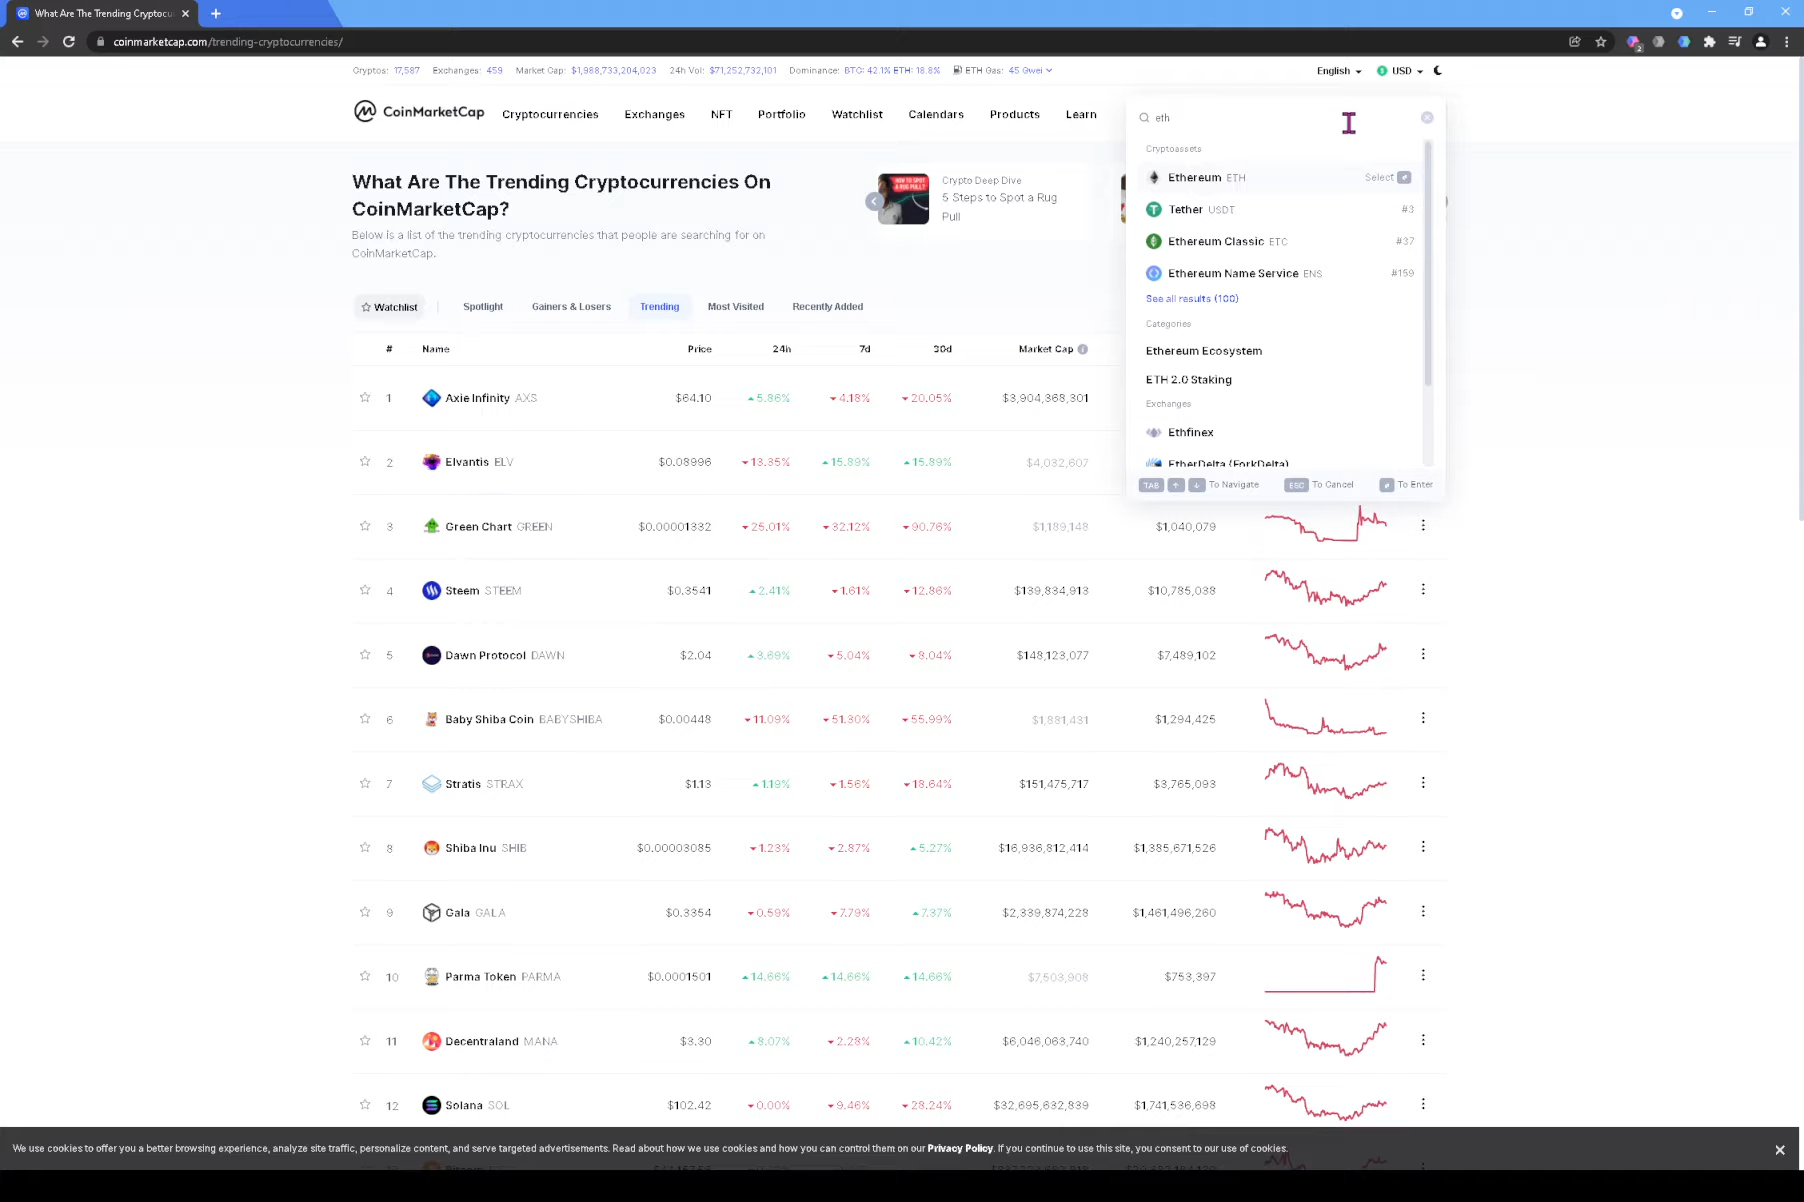 What Are The Trending Cryptocu
coinmarketcap.com/trending-cryptocurrencies/
2
Cryptos: 17,587 Exchanges: 459 Market Cap: $1,988,733,204,023 24h Vol: $71,252,732,101 Dominance: BTC: 42.1% ETH: 18.8% ETH Gas: 45 Gwei
English USD
CoinMarketCap Cryptocurrencies Exchanges NFT Portfolio Watchlist Calendars Products Learn
eth
Cryptoassets
Ethereum ETH Select
Tether USDT #3
Ethereum Classic ETC #37
Ethereum Name Service ENS #159
See all results (100)
Categories
Ethereum Ecosystem
ETH 2.0 Staking
Exchanges
Ethfinex
EtherDelta (ForkDelta)
TAB To Navigate ESC To Cancel To Enter
What Are The Trending Cryptocurrencies On
CoinMarketCap?
Below is a list of the trending cryptocurrencies that people are searching for on
CoinMarketCap.
HOW TO SPOT
A RUG PULL?
Crypto Deep Dive
5 Steps to Spot a Rug
Pull
Watchlist Spotlight Gainers & Losers Trending Most Visited Recently Added
# Name Price 24h 7d 30d Market Cap
1 Axie Infinity AXS $64.10 5.86% 4.18% 20.05% $3,904,368,301
2 Elvantis ELV $0.08996 13.35% 15.89% 15.89% $4,032,607
3 Green Chart GREEN $0.00001332 25.01% 32.12% 90.76% $1,189,148 $1,040,079
4 Steem STEEM $0.3541 2.41% 1.61% 12.86% $139,834,913 $10,785,038
5 Dawn Protocol DAWN $2.04 3.69% 5.04% 8.04% $148,123,077 $7,489,102
6 Baby Shiba Coin BABYSHIBA $0.00448 11.09% 51.30% 55.99% $1,881,431 $1,294,425
7 Stratis STRAX $1.13 1.19% 1.56% 18.64% $151,475,717 $3,765,093
8 Shiba Inu SHIB $0.00003085 1.23% 2.87% 5.27% $16,936,812,414 $1,385,671,526
9 Gala GALA $0.3354 0.59% 7.79% 7.37% $2,339,874,228 $1,461,496,260
10 Parma Token PARMA $0.0001501 14.66% 14.66% 14.66% $7,503,908 $753,397
11 Decentraland MANA $3.30 8.07% 2.28% 10.42% $6,046,063,740 $1,240,257,129
12 Solana SOL $102.42 0.00% 9.46% 28.24% $32,695,632,839 $1,741,536,698
We use cookies to offer you a better browsing experience, analyze site traffic, personalize content, and serve targeted advertisements. Read about how we use cookies and how you can control them on our Privacy Policy. If you continue to use this site, you consent to our use of cookies.